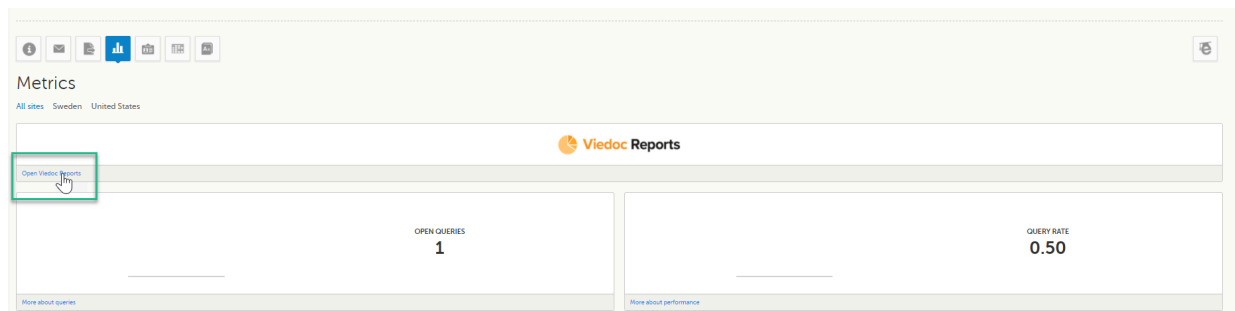 Metrics
All sites Sweden United States
Viedoc Reports
Open Viedoc Reports
OPEN QUERIES
1
QUERY RATE
0.50
More about queries
More about performance